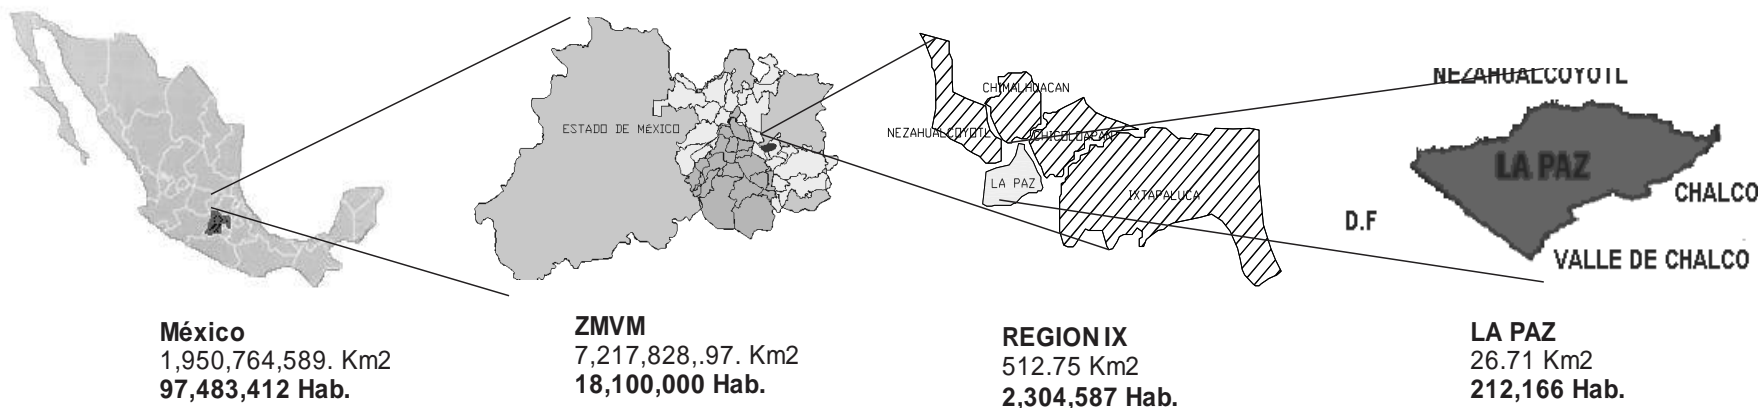 NEZAHUALCOYOTL
CHIMALHUACAN
ESTADO DE MÉXICO
NEZAHUALCOYOTL
CHICOLOAPAN
LA PAZ
LA PAZ
IXTAPALUCA
CHALCO
D.F
VALLE DE CHALCO
México
1,950,764,589. Km2
97,483,412 Hab.
ZMVM
7,217,828,.97. Km2
18,100,000 Hab.
REGION IX
512.75 Km2
2,304,587 Hab.
LA PAZ
26.71 Km2
212,166 Hab.